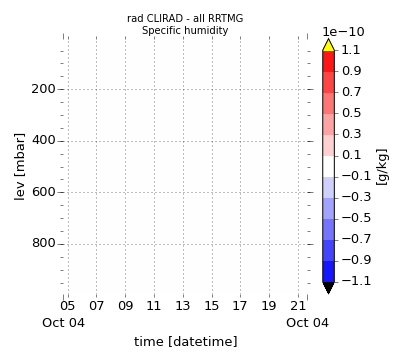 rad CLIRAD - all RRTMG
Specific humidity
1e−10
1.1
0.9
0.7
0.5
0.3
0.1
−0.1
−0.3
−0.5
−0.7
−0.9
−1.1
[g/kg]
lev [mbar]
200
400
600
800
05 07 09 11 13 15 17 19 21
Oct 04 Oct 04
time [datetime]